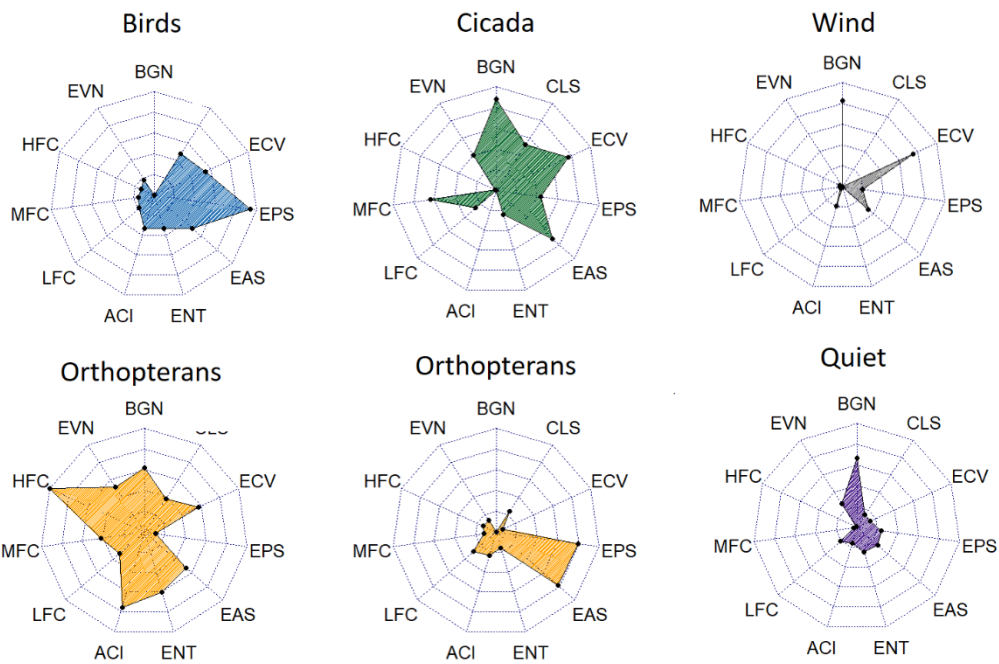 Birds
BGN
EVN
HFC
ECV
MFC
EPS
LFC
EAS
ACI
ENT
Cicada
BGN
EVN
CLS
HFC
ECV
MFC
EPS
LFC
EAS
ACI
ENT
Wind
BGN
EVN
CLS
HFC
ECV
MFC
EPS
LFC
EAS
ACI
ENT
Orthopterans
BGN
EVN
HFC
ECV
MFC
EPS
LFC
EAS
ACI
ENT
Orthopterans
BGN
EVN
CLS
HFC
ECV
MFC
EPS
LFC
EAS
ACI
ENT
Quiet
BGN
EVN
CLS
HFC
ECV
MFC
EPS
LFC
EAS
ACI
ENT